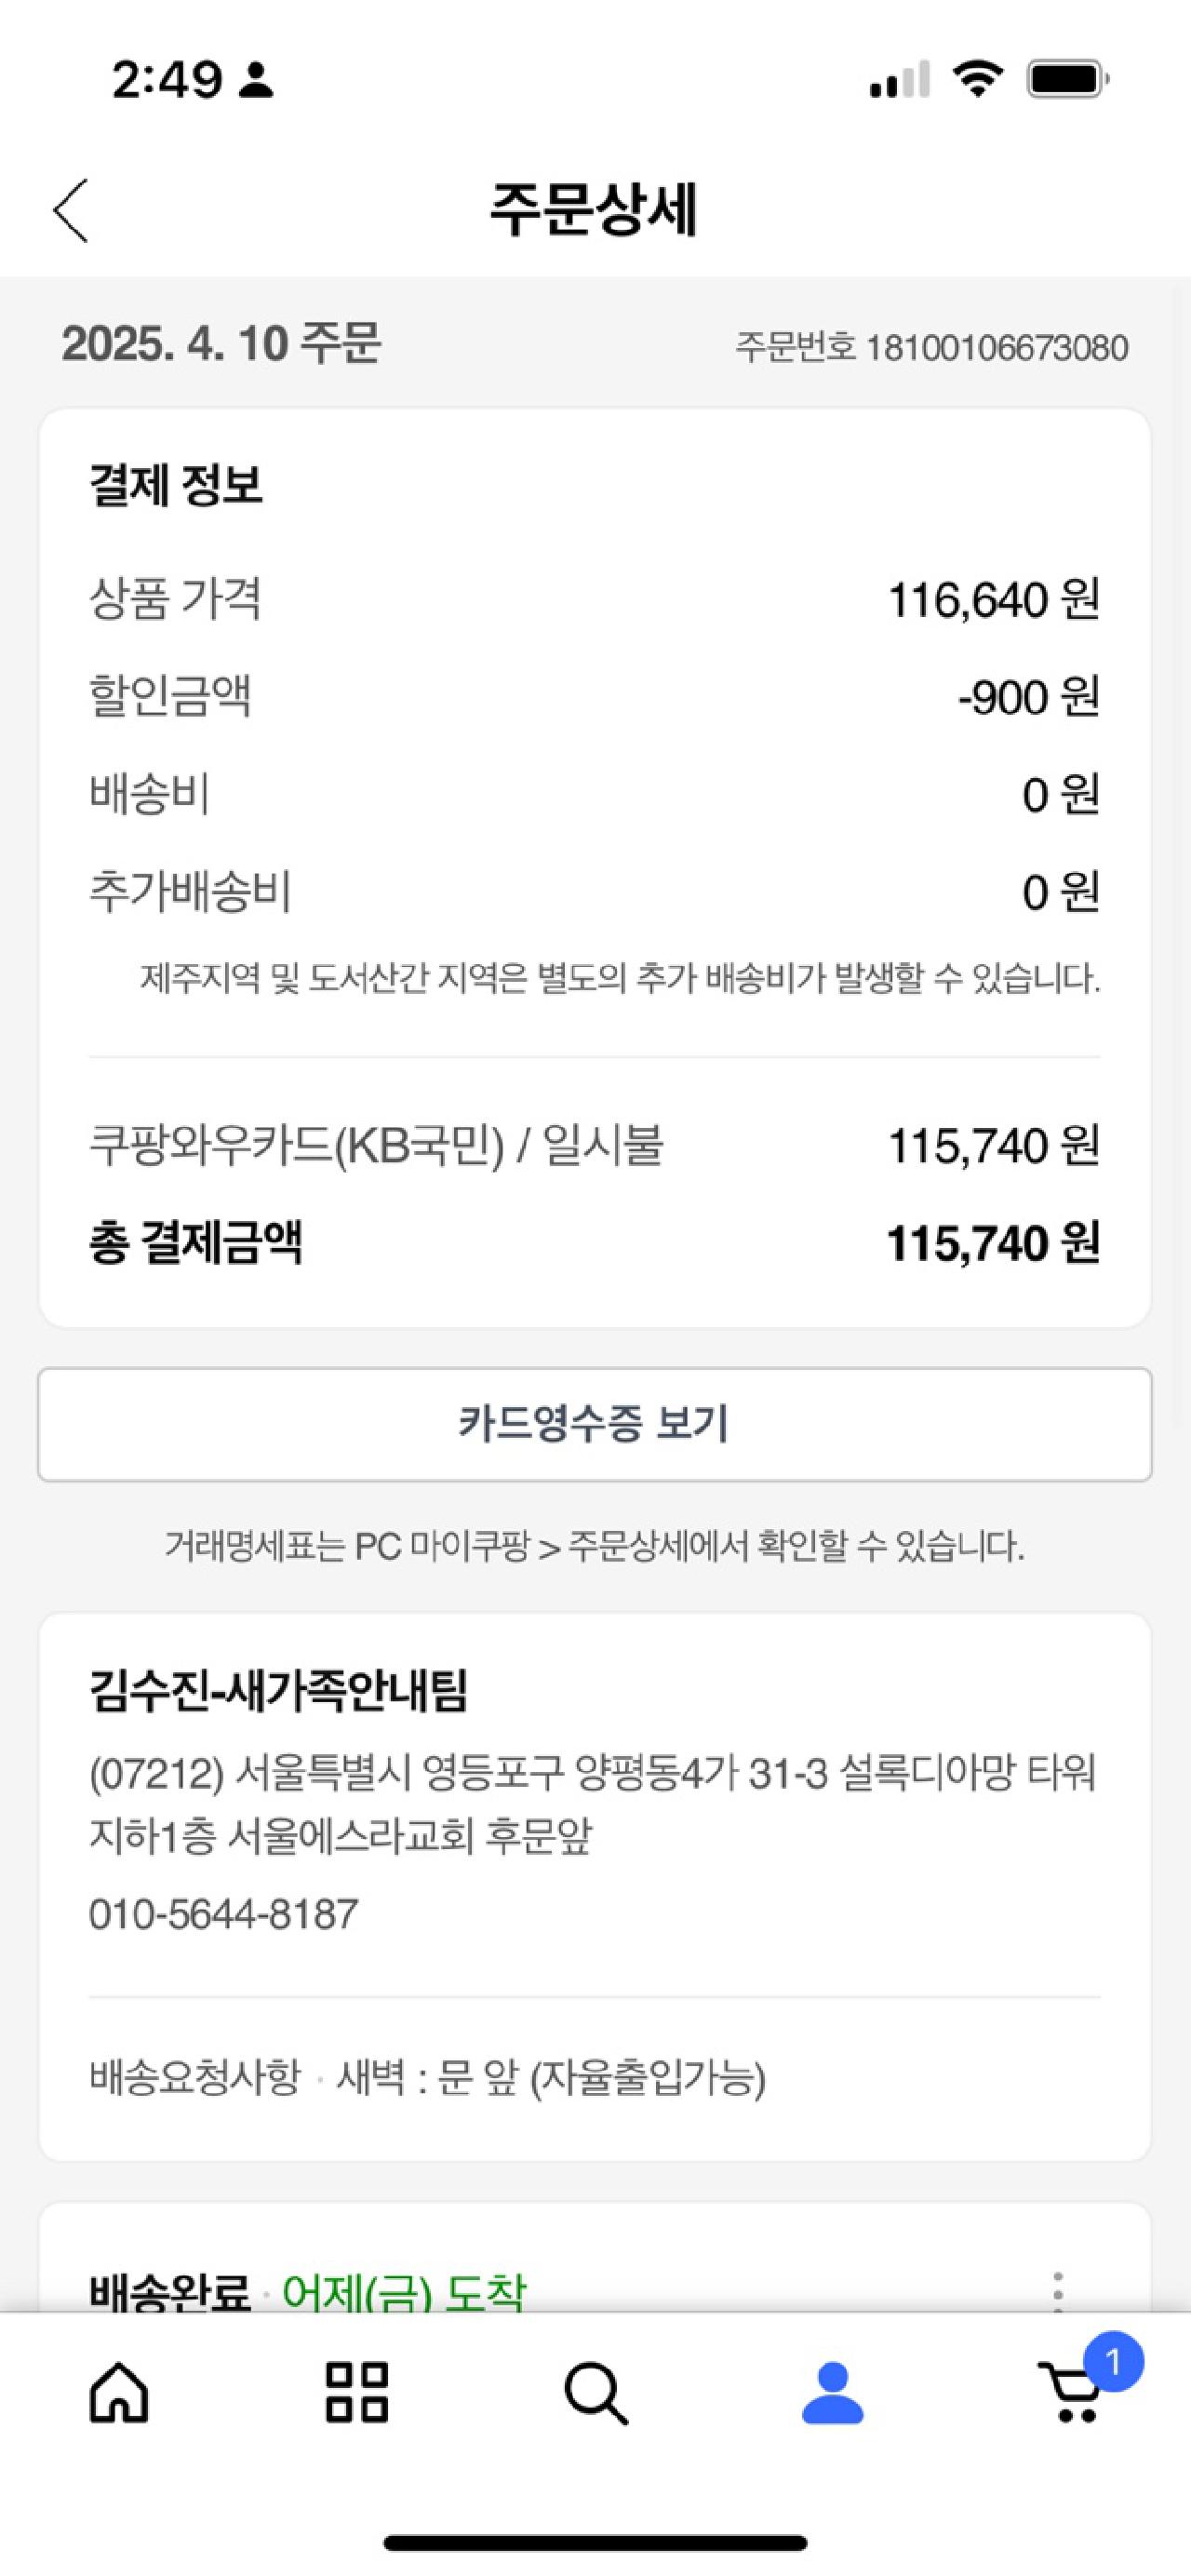 2:49
주문상세
2025. 4. 10 주문
주문번호 18100106673080
결제 정보
상품 가격 116,640 원
할인금액 -900 원
배송비 0 원
추가배송비 0 원
제주지역 및 도서산간 지역은 별도의 추가 배송비가 발생할 수 있습니다.
쿠팡와우카드(KB국민) / 일시불 115,740 원
총 결제금액 115,740 원
카드영수증 보기
거래명세표는 PC 마이쿠팡 > 주문상세에서 확인할 수 있습니다.
김수진-새가족안내팀
(07212) 서울특별시 영등포구 양평동4가 31-3 설록디아망 타워
지하1층 서울에스라교회 후문앞
010-5644-8187
배송요청사항 · 새벽 : 문 앞 (자율출입가능)
배송완료 · 어제(금) 도착
1